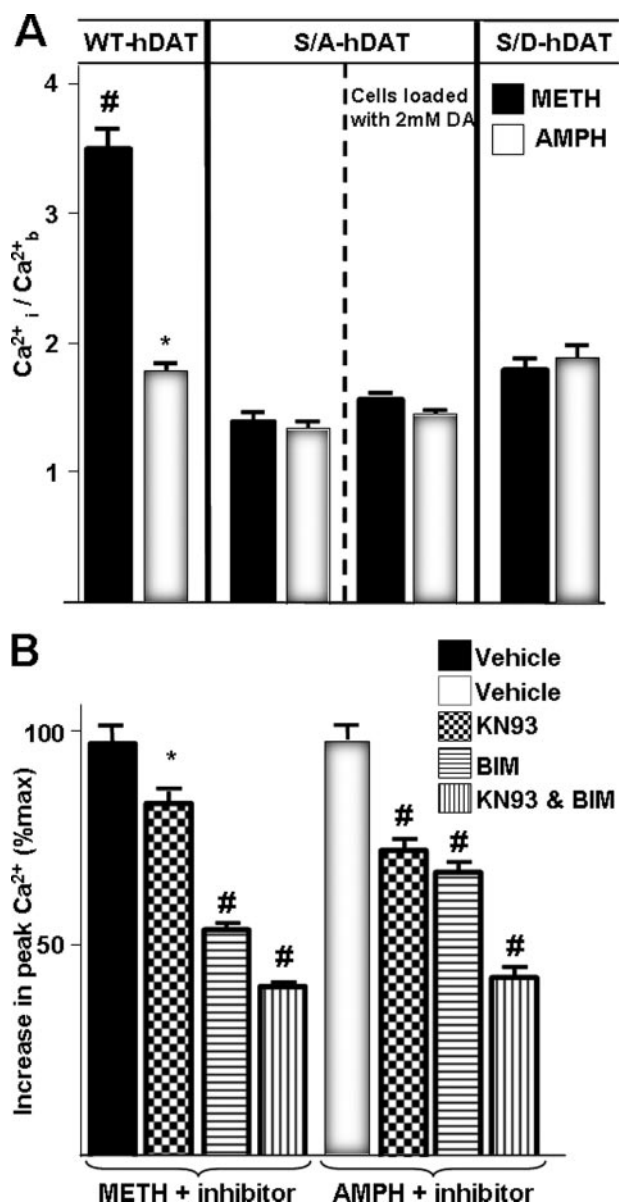 A
WT-hDAT
S/A-hDAT
S/D-hDAT
Cells loaded
with 2mM DA
METH
AMPH
#
*
4
3
2
1
Ca²⁺ᵢ / Ca²⁺_b
B
Vehicle
Vehicle
KN93
BIM
KN93 & BIM
100
50
Increase in peak Ca²⁺ (%max)
*
#
#
#
#
#
METH + inhibitor
AMPH + inhibitor